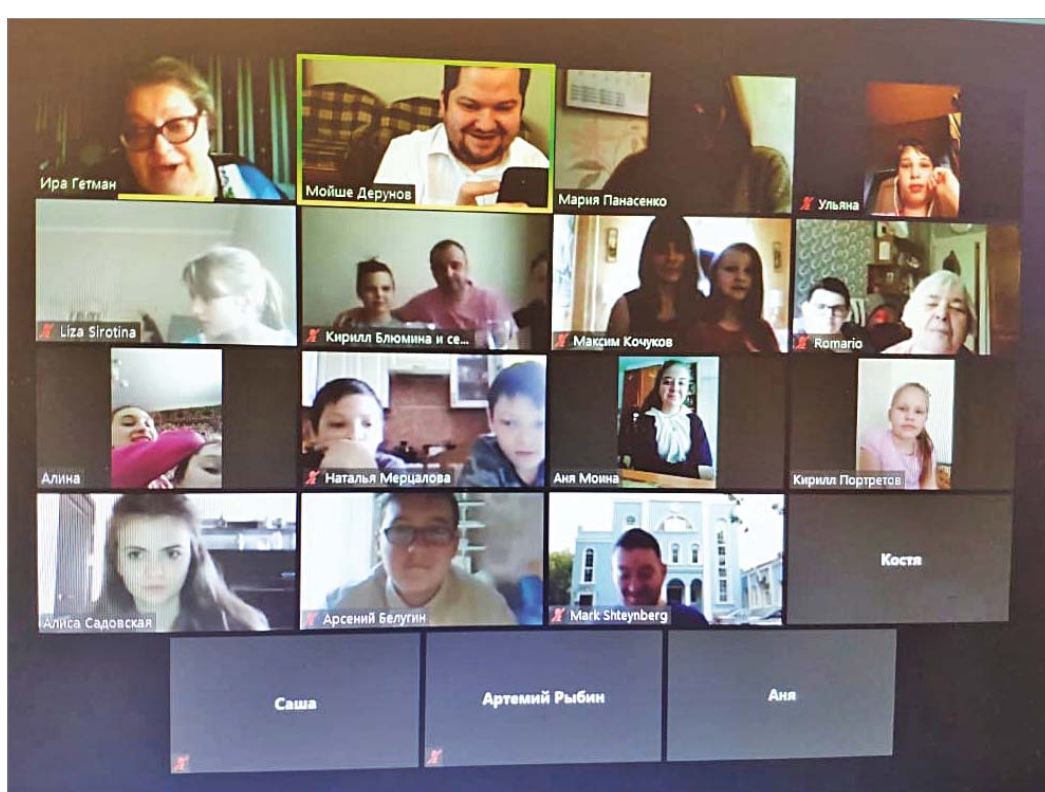 Ира Гетман
Мойше Дерунов
Мария Панасенко
Ульяна
Liza Sirotina
Кирилл Блюмина и се...
Максим Кочуков
Romario
Алина
Наталья Мерцалова
Аня Моина
Кирилл Портретов
Алиса Садовская
Арсений Белугин
Mark Shteynberg
Костя
Саша
Артемий Рыбин
Аня